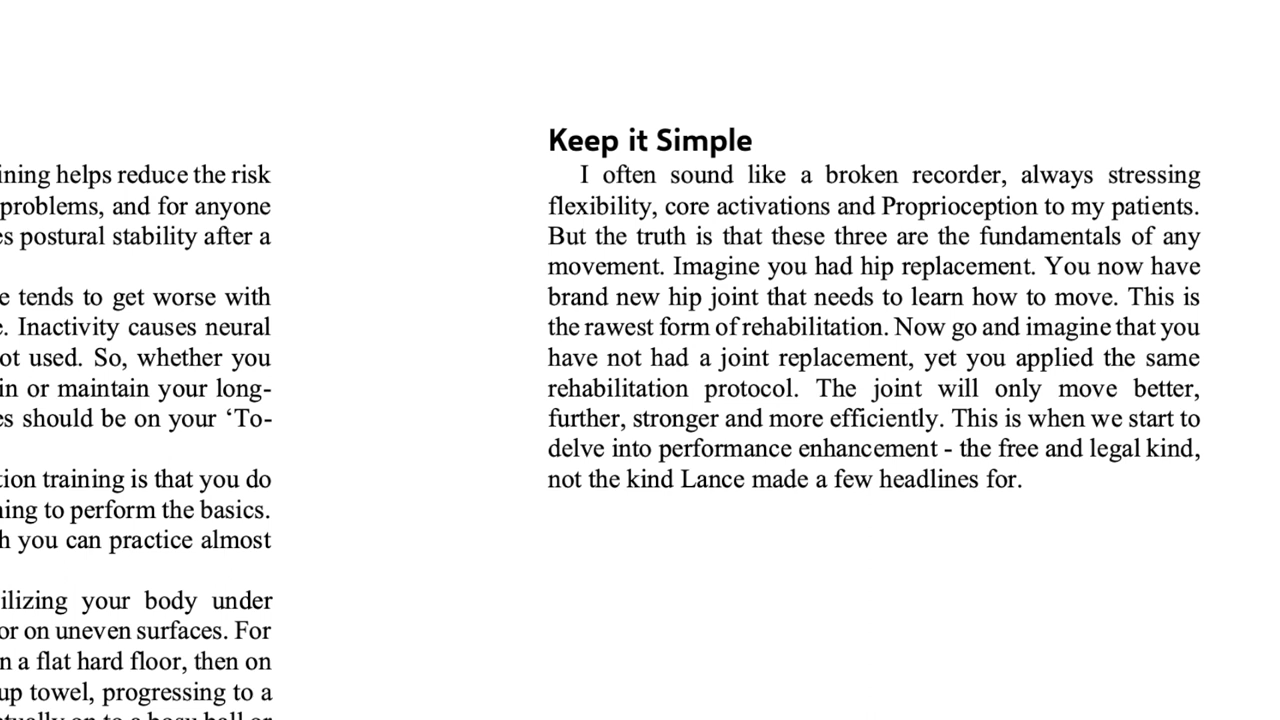 ining helps reduce the risk
problems, and for anyone
es postural stability after a
e tends to get worse with
e. Inactivity causes neural
ot used. So, whether you
in or maintain your long-
es should be on your ‘To-
tion training is that you do
ning to perform the basics.
h you can practice almost
ilizing your body under
or on uneven surfaces. For
n a flat hard floor, then on
up towel, progressing to a
on to a bosu ball or
Keep it Simple
I often sound like a broken recorder, always stressing
flexibility, core activations and Proprioception to my patients.
But the truth is that these three are the fundamentals of any
movement. Imagine you had hip replacement. You now have
brand new hip joint that needs to learn how to move. This is
the rawest form of rehabilitation. Now go and imagine that you
have not had a joint replacement, yet you applied the same
rehabilitation protocol. The joint will only move better,
further, stronger and more efficiently. This is when we start to
delve into performance enhancement - the free and legal kind,
not the kind Lance made a few headlines for.